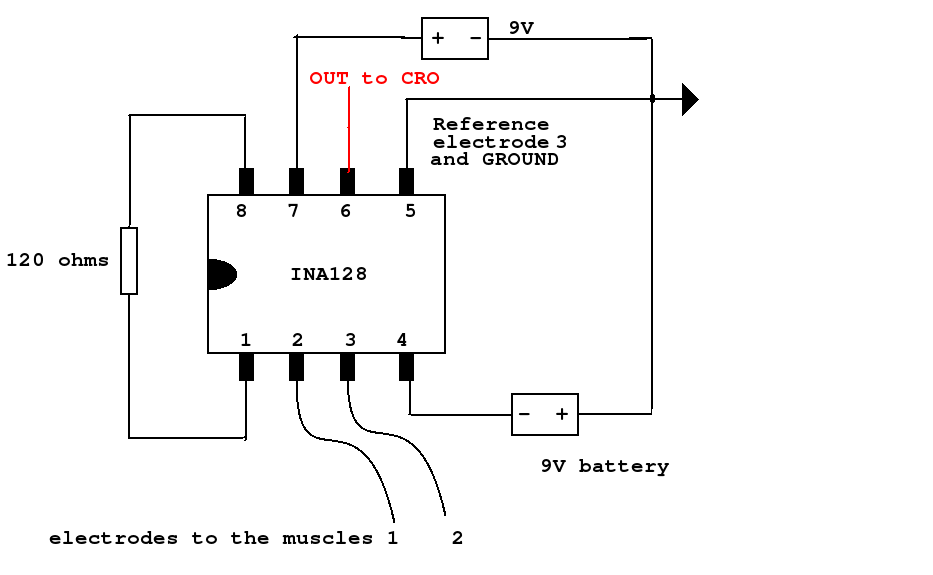 9V
+ -
OUT to CRO
Reference
electrode 3
and GROUND
8 7 6 5
120 ohms
INA128
1 2 3 4
- +
9V battery
electrodes to the muscles 1 2